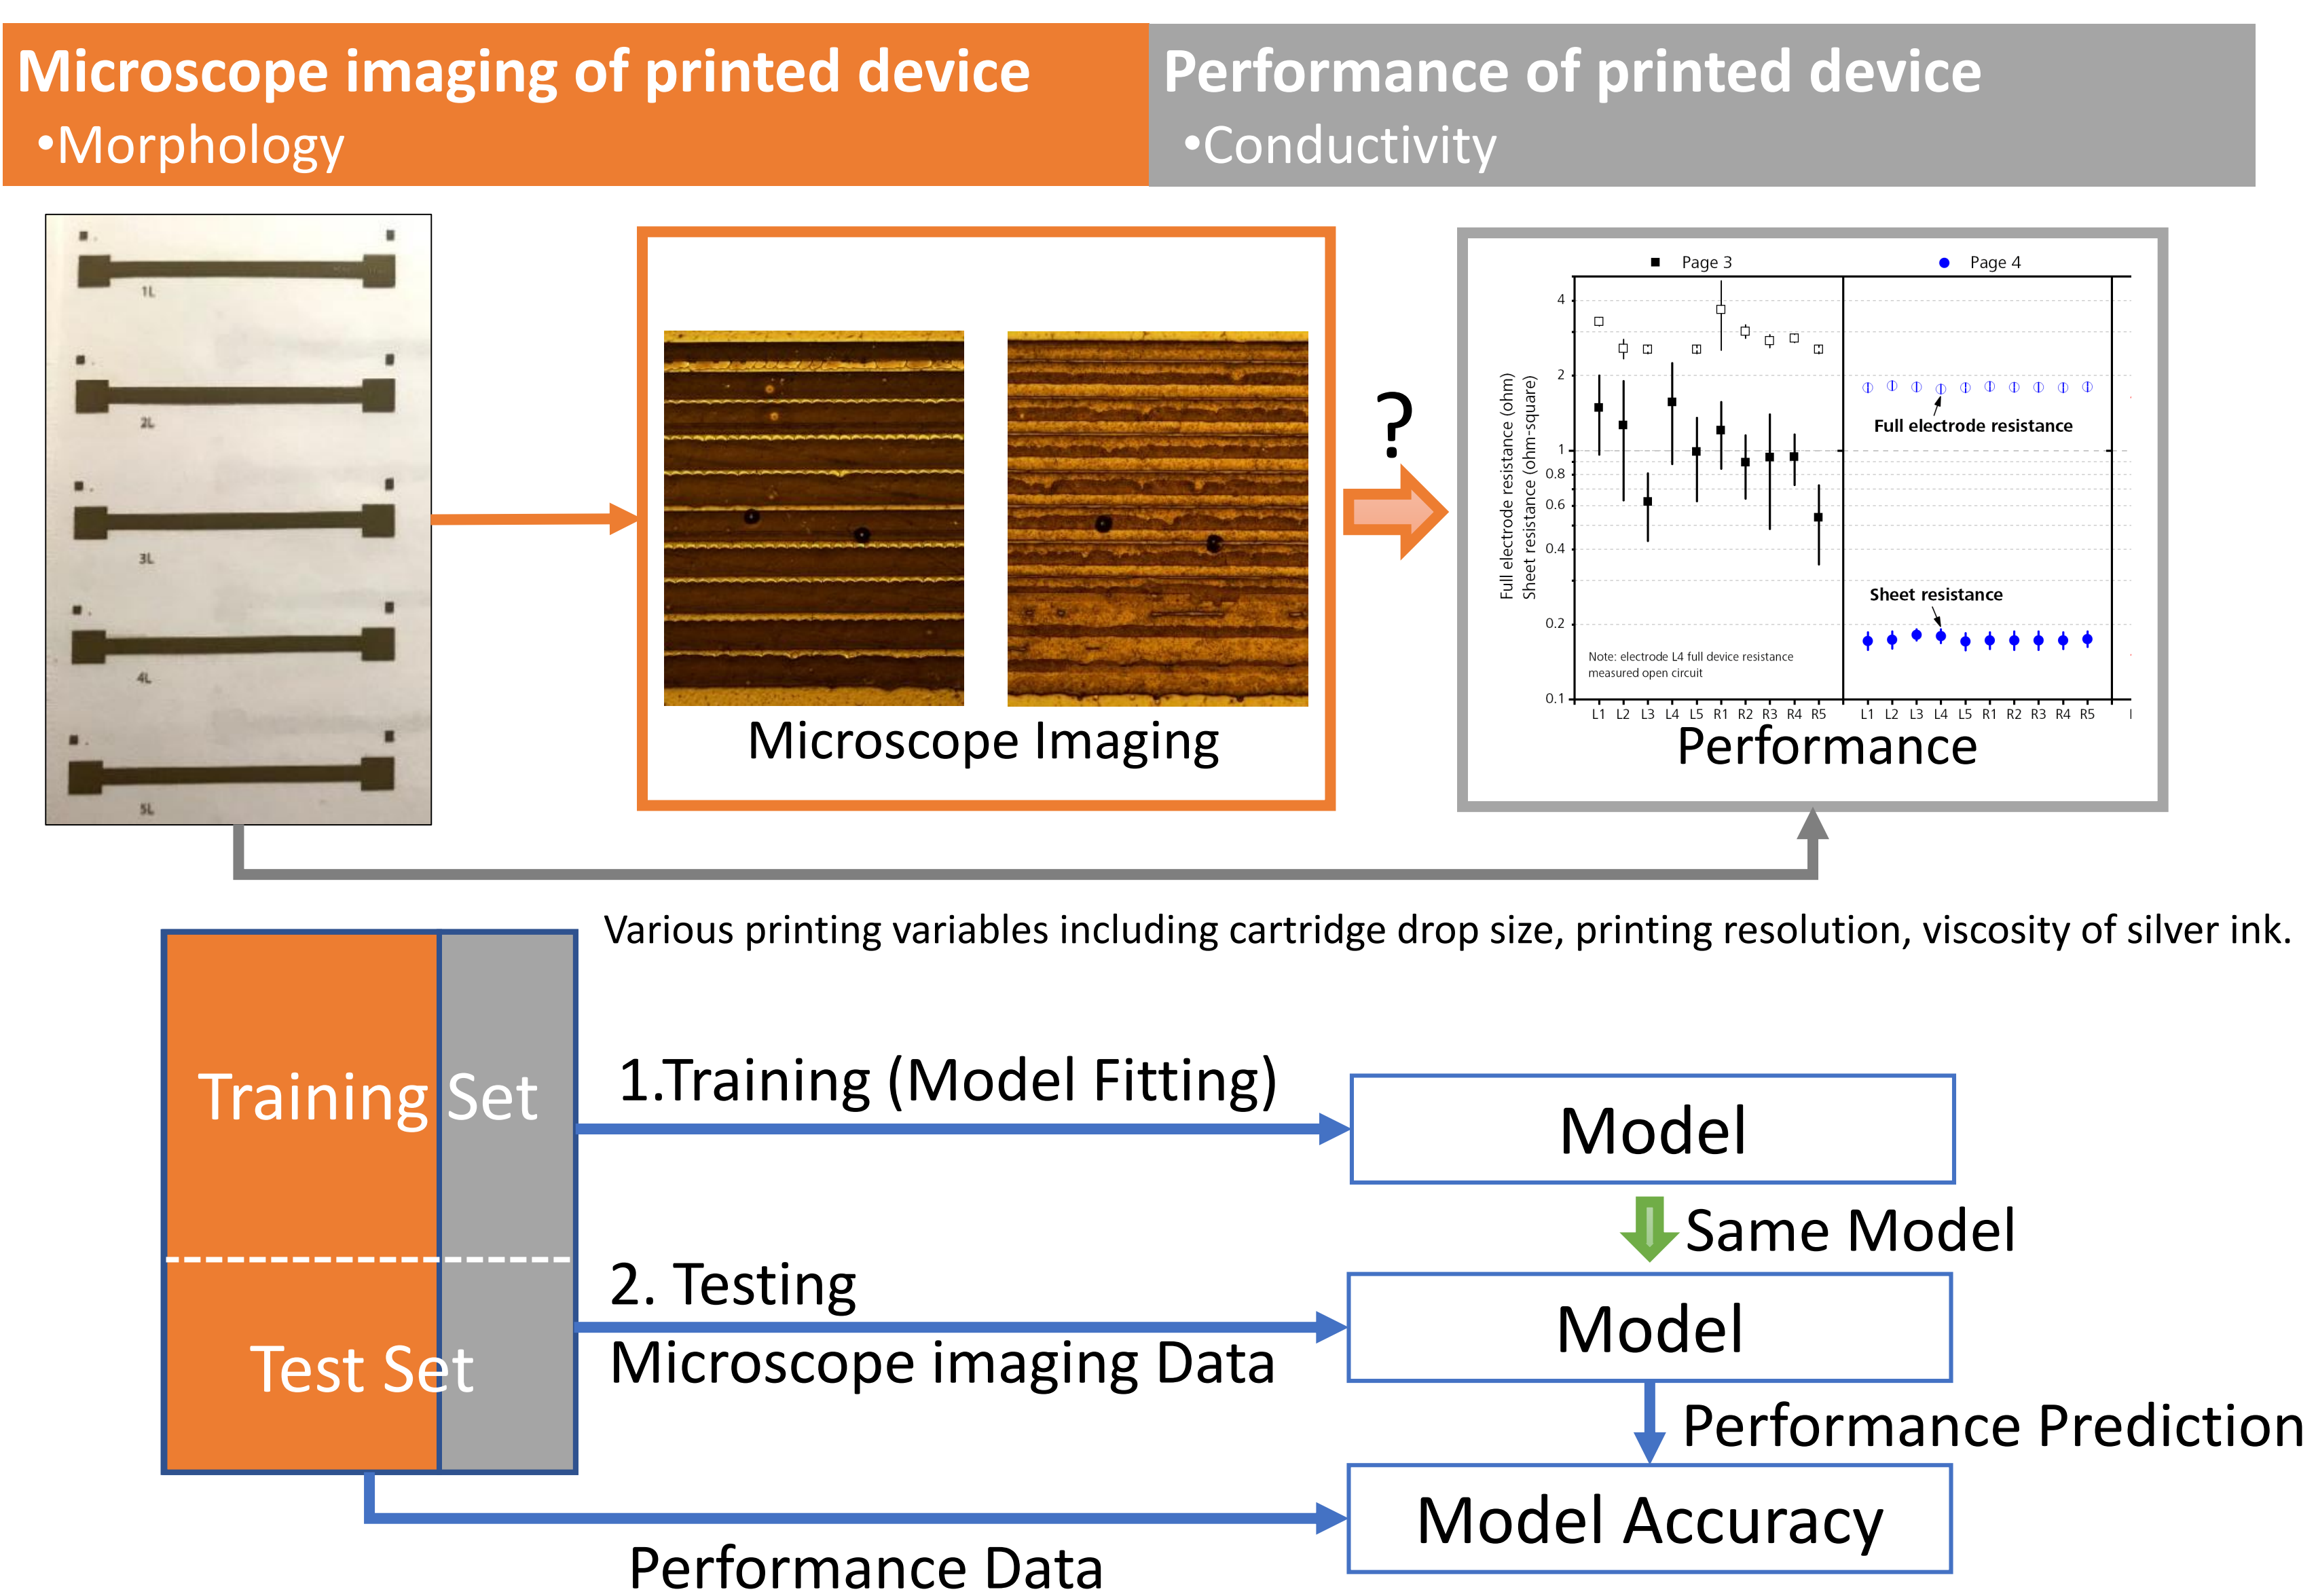 Microscope imaging of printed device
•Morphology
Performance of printed device
•Conductivity
1L
2L
3L
4L
5L
Microscope Imaging
?
Page 3
Page 4
Full electrode resistance (ohm)
Sheet resistance (ohm-square)
4
2
1
0.8
0.6
0.4
0.2
0.1
Full electrode resistance
Sheet resistance
Note: electrode L4 full device resistance
measured open circuit
L1 L2 L3 L4 L5 R1 R2 R3 R4 R5
L1 L2 L3 L4 L5 R1 R2 R3 R4 R5
Performance
Various printing variables including cartridge drop size, printing resolution, viscosity of silver ink.
Training Set
Test Set
1.Training (Model Fitting)
Model
Same Model
2. Testing
Microscope imaging Data
Model
Performance Prediction
Model Accuracy
Performance Data